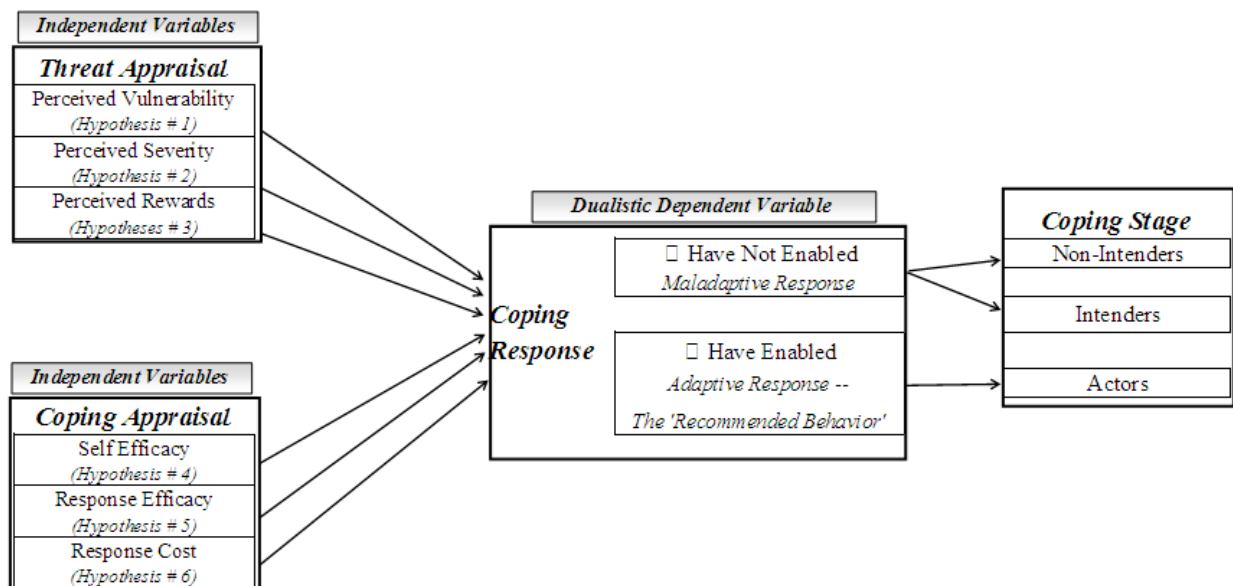 Independent Variables
Threat Appraisal
Perceived Vulnerability
(Hypothesis # 1)
Perceived Severity
(Hypothesis # 2)
Perceived Rewards
(Hypotheses # 3)
Independent Variables
Coping Appraisal
Self Efficacy
(Hypothesis # 4)
Response Efficacy
(Hypothesis # 5)
Response Cost
(Hypothesis # 6)
Dualistic Dependent Variable
Coping
Response
□ Have Not Enabled
Maladaptive Response
□ Have Enabled
Adaptive Response --
The 'Recommended Behavior'
Coping Stage
Non-Intenders
Intenders
Actors